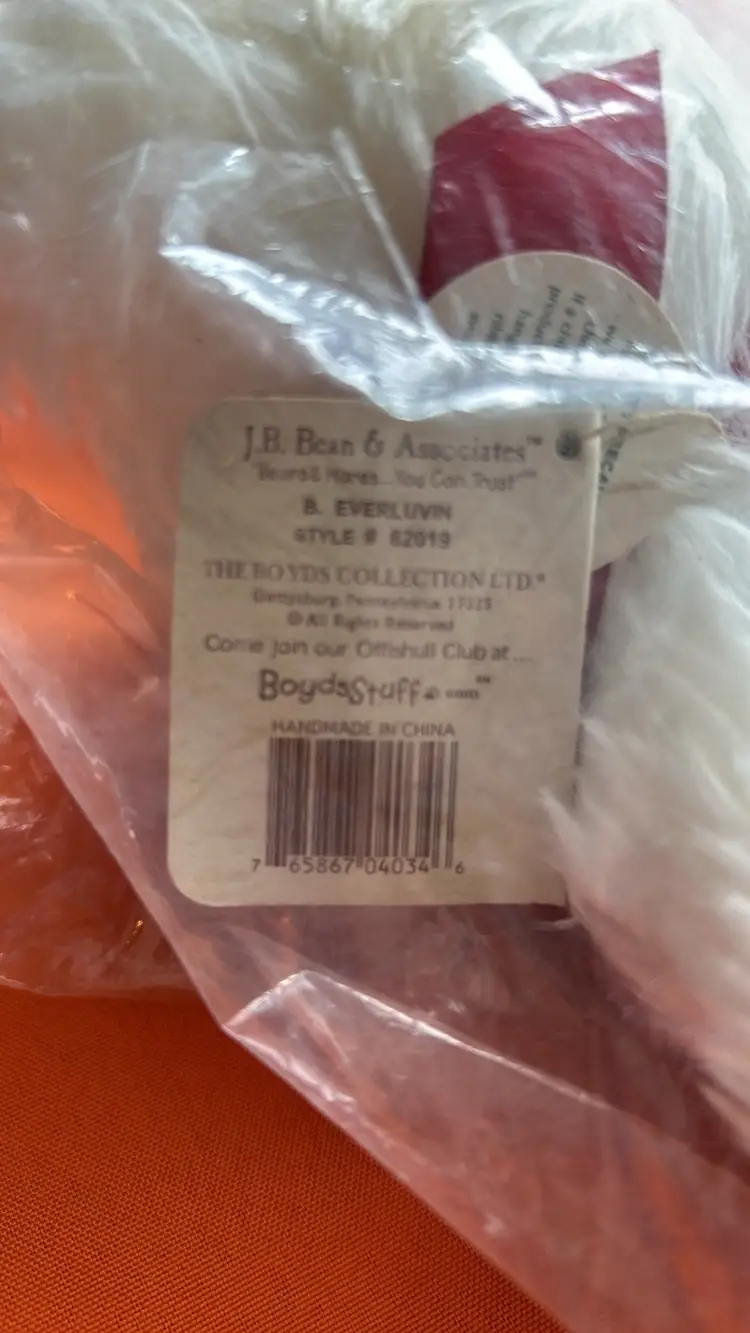 J.B. Bean & Associates™
"Bears & Hares...You Can Trust"™
B. EVERLUVIN
STYLE # 82019
THE BOYDS COLLECTION LTD.®
Gettysburg, Pennsylvania 17325
© All Rights Reserved
Come Join our Offishull Club at ...
BoydsStuff.com™
HANDMADE IN CHINA
7 65867 04034 6
It's